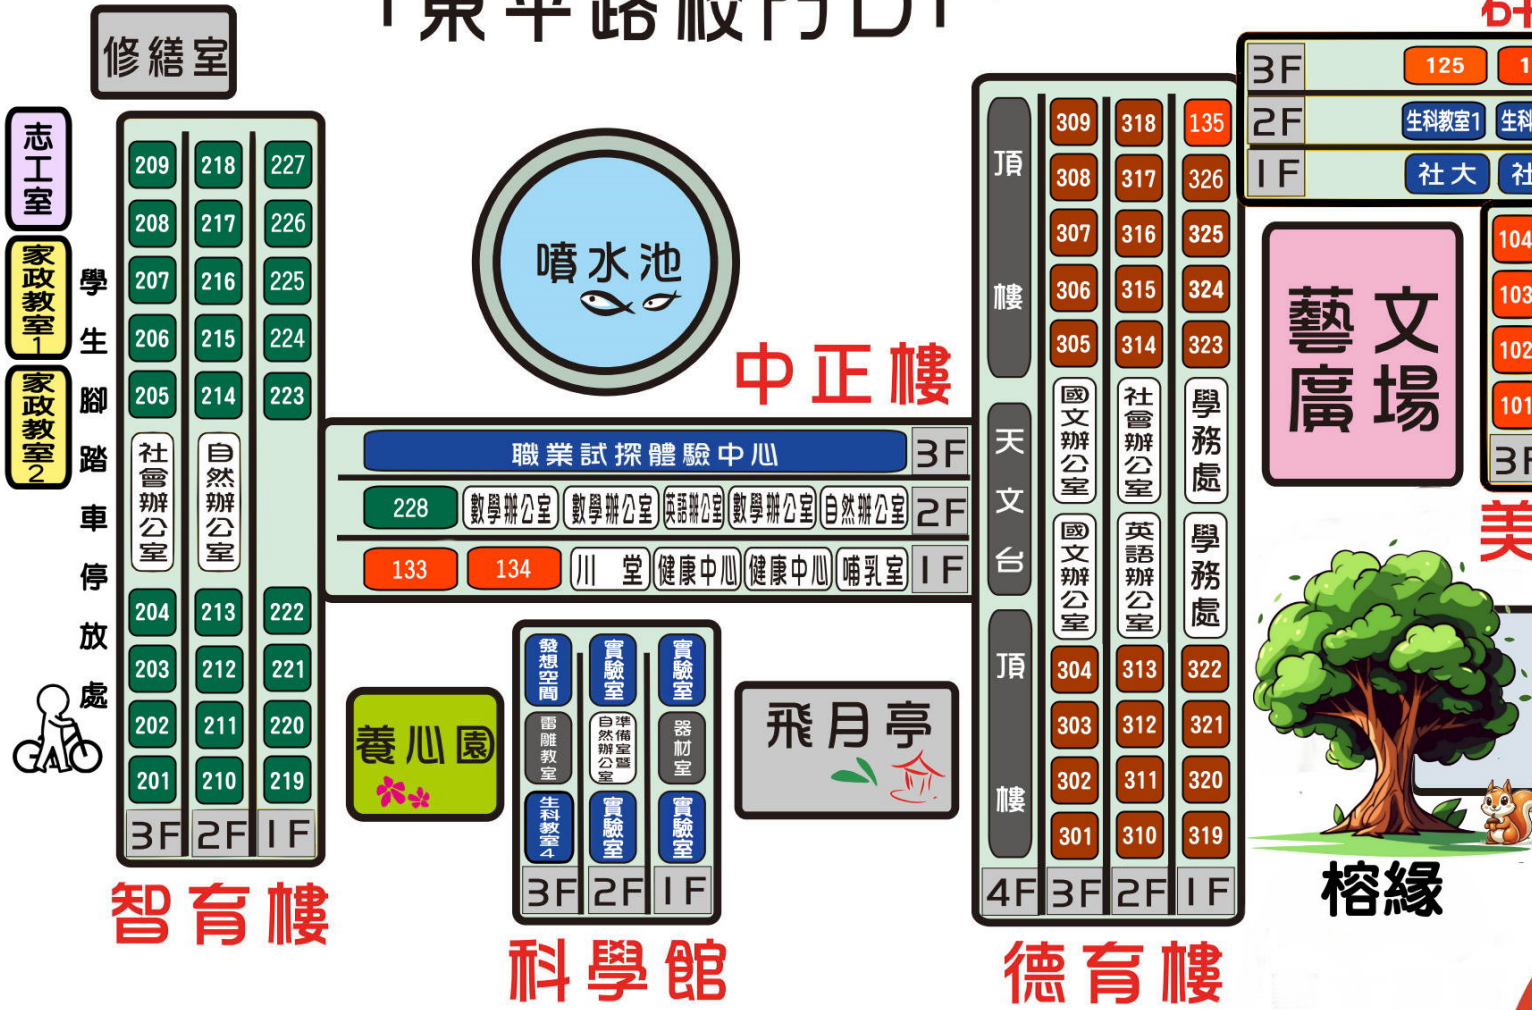 「東平路校門口」
修繕室
志工室
家政教室1
家政教室2
學生腳踏車停放處
209 218 227
208 217 226
207 216 225
206 215 224
205 214 223
社會辦公室 自然辦公室
204 213 222
203 212 221
202 211 220
201 210 219
3F 2F 1F
智育樓
噴水池
中正樓
職業試探體驗中心 3F
228 數學辦公室 數學辦公室 英語辦公室 數學辦公室 自然辦公室 2F
133 134 川堂 健康中心 健康中心 哺乳室 1F
養心園
發想空間 實驗室 實驗室
雷雕教室 自然辦公室暨準備室 器材室
生科教室4 實驗室 實驗室
3F 2F 1F
科學館
飛月亭
頂樓
天文台
頂樓
309 318 135
308 317 326
307 316 325
306 315 324
305 314 323
國文辦公室 社會辦公室 學務處
國文辦公室 英語辦公室 學務處
304 313 322
303 312 321
302 311 320
301 310 319
4F 3F 2F 1F
德育樓
3F 125
2F 生科教室1 生科
1F 社大 社
藝文廣場
104
103
102
101
3F
美
榕緣